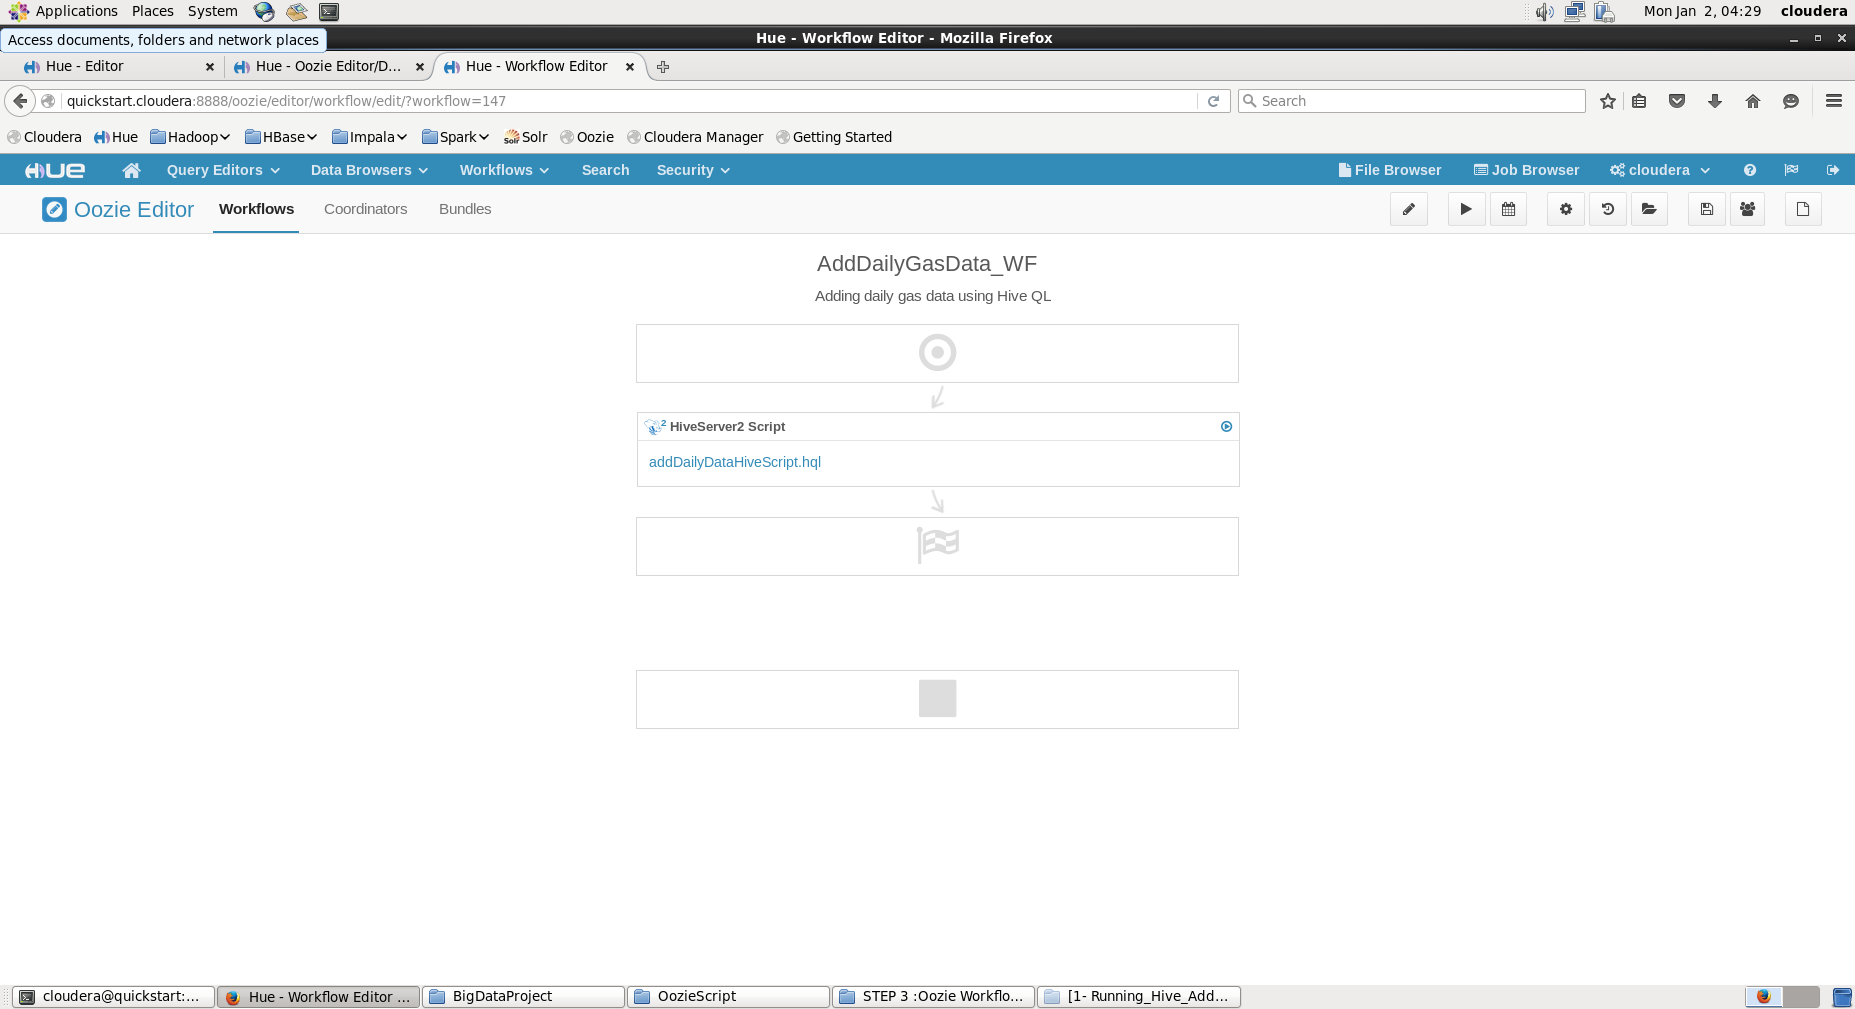 Applications Places System Mon Jan 2, 04:29 cloudera
Access documents, folders and network places
Hue - Workflow Editor - Mozilla Firefox
Hue - Editor
Hue - Oozie Editor/D...
Hue - Workflow Editor
quickstart.cloudera:8888/oozie/editor/workflow/edit/?workflow=147
Search
Cloudera Hue Hadoop HBase Impala Spark Solr Oozie Cloudera Manager Getting Started
HUE Query Editors Data Browsers Workflows Search Security File Browser Job Browser cloudera
Oozie Editor Workflows Coordinators Bundles
AddDailyGasData_WF
Adding daily gas data using Hive QL
2 HiveServer2 Script
addDailyDataHiveScript.hql
cloudera@quickstart:... Hue - Workflow Editor ... BigDataProject OozieScript STEP 3 :Oozie Workflo... [1- Running_Hive_Add...